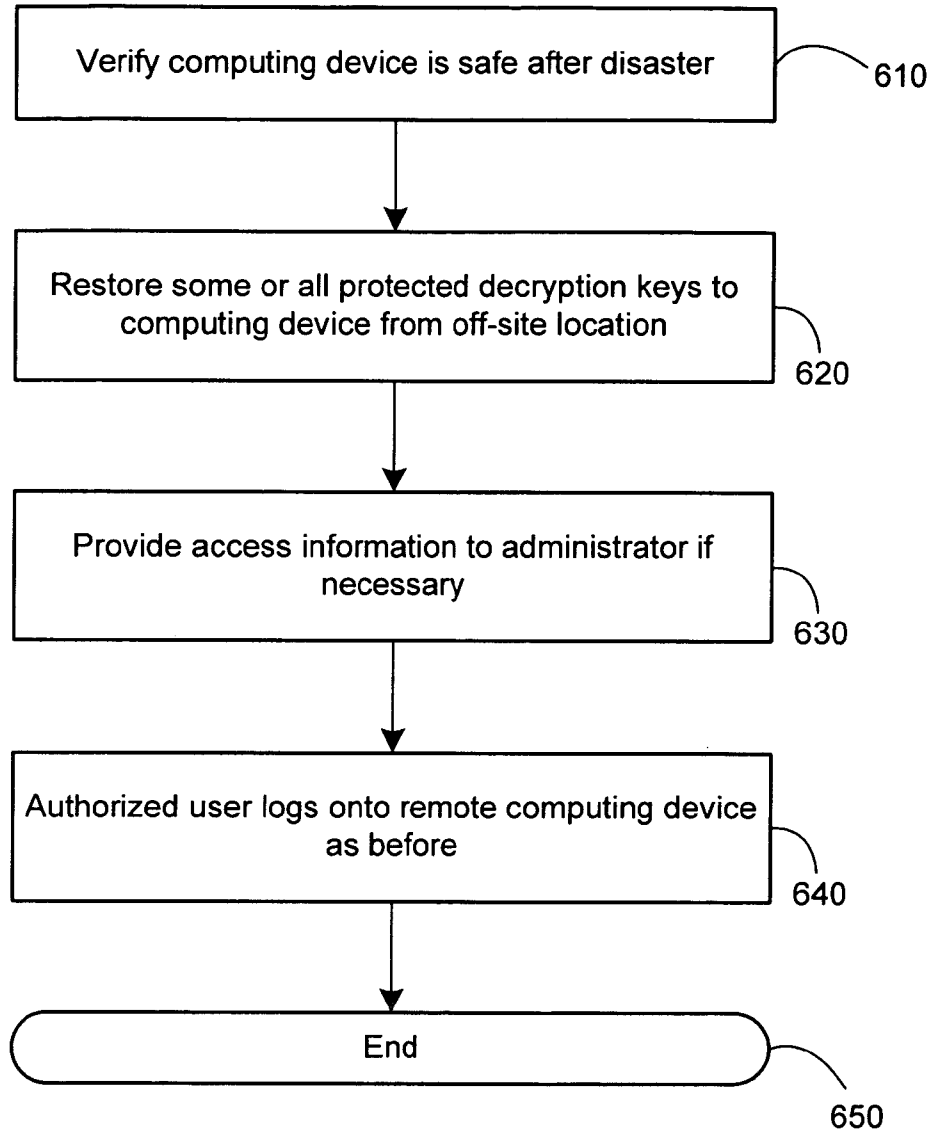 Verify computing device is safe after disaster
610
Restore some or all protected decryption keys to
computing device from off-site location
620
Provide access information to administrator if
necessary
630
Authorized user logs onto remote computing device
as before
640
End
650